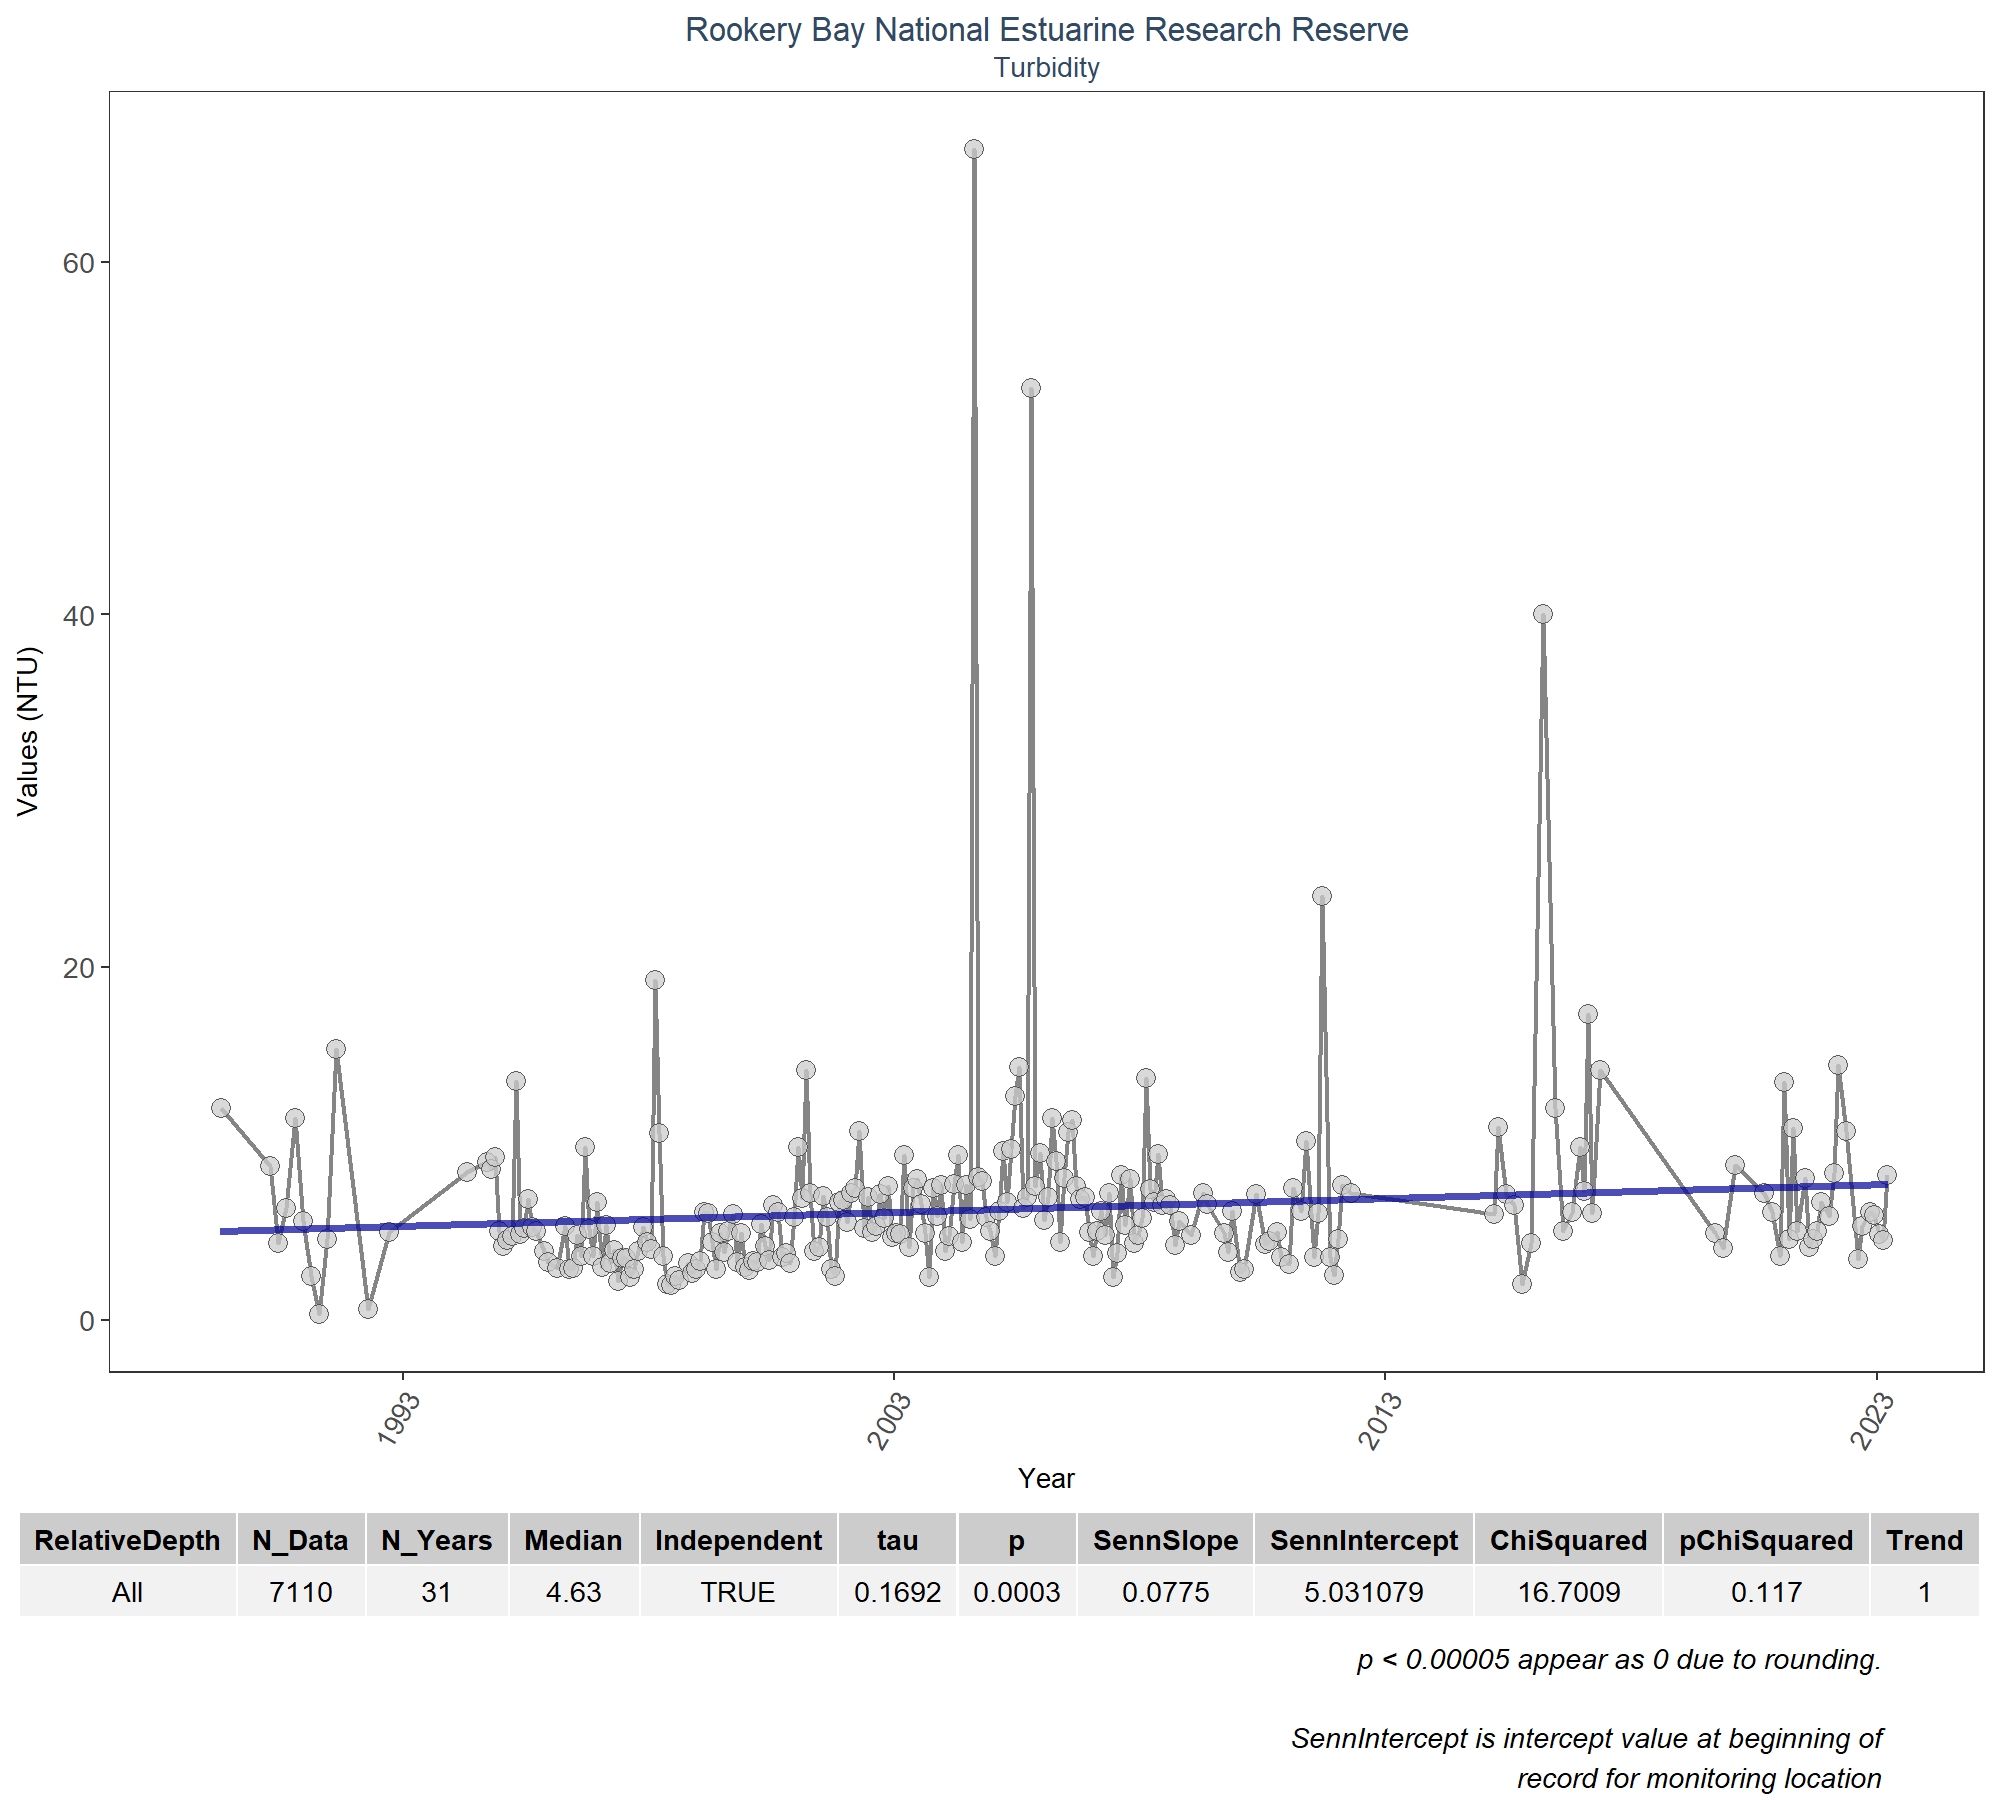 Rookery Bay National Estuarine Research Reserve
Turbidity
Values (NTU)
60
40
20
0
1993
2003
2013
2023
Year
RelativeDepth N_Data N_Years Median Independent tau p SennSlope SennIntercept ChiSquared pChiSquared Trend
All 7110 31 4.63 TRUE 0.1692 0.0003 0.0775 5.031079 16.7009 0.117 1
p < 0.00005 appear as 0 due to rounding.
SennIntercept is intercept value at beginning of
record for monitoring location